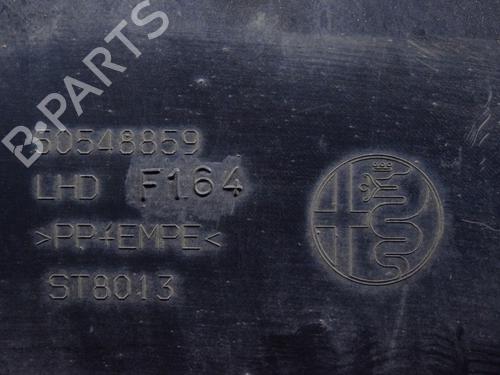 B-PARTS
50548859
LHD F164
>PP+EMPE<
ST8013